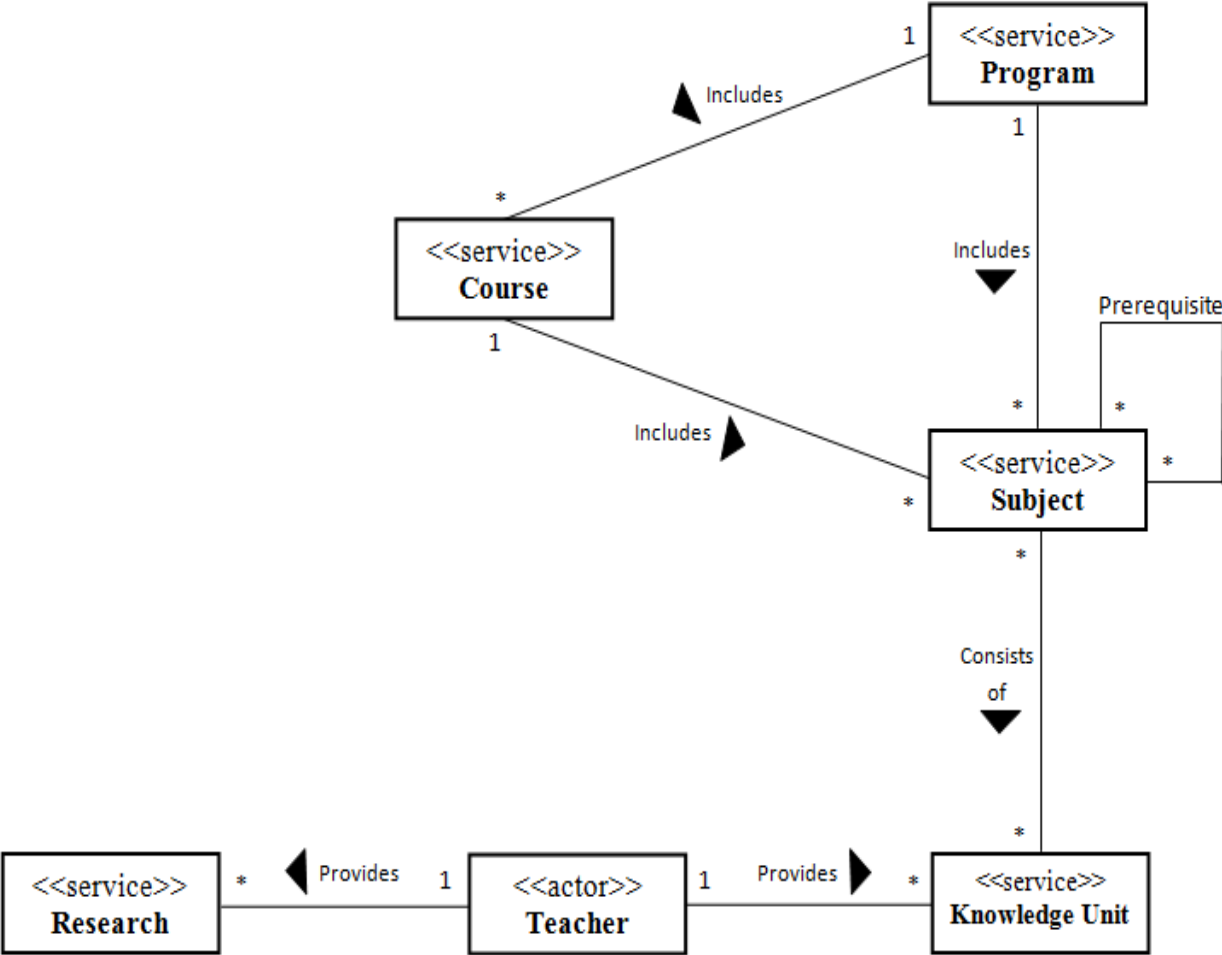 <<service>>
Program
1
1
Includes
*
<<service>>
Course
1
Includes
Includes
*
Prerequisite
*
*
<<service>>
Subject
*
*
Consists
of
*
<<service>>
Research
*
Provides
1
<<actor>>
Teacher
1
Provides
*
<<service>>
Knowledge Unit